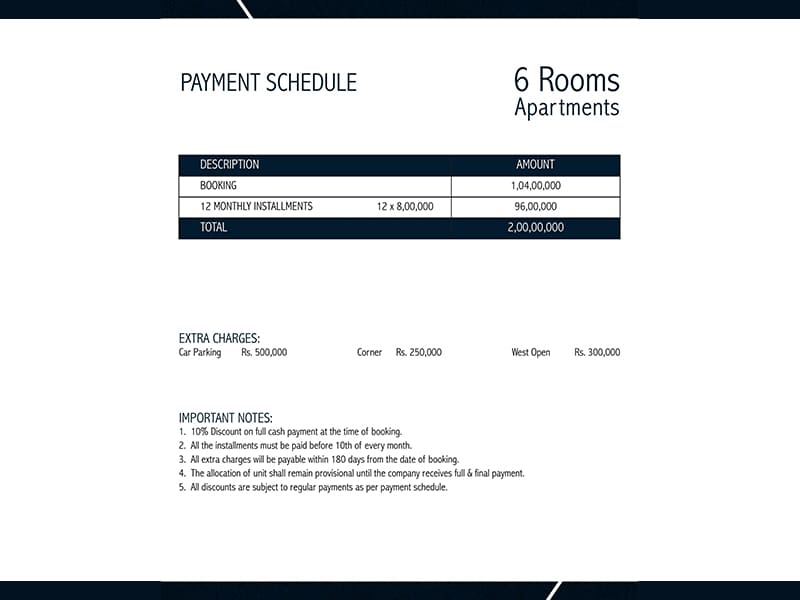 PAYMENT SCHEDULE
6 Rooms
Apartments
DESCRIPTION AMOUNT
BOOKING 1,04,00,000
12 MONTHLY INSTALLMENTS 12 x 8,00,000 96,00,000
TOTAL 2,00,00,000
EXTRA CHARGES:
Car Parking Rs. 500,000 Corner Rs. 250,000 West Open Rs. 300,000
IMPORTANT NOTES:
1. 10% Discount on full cash payment at the time of booking.
2. All the installments must be paid before 10th of every month.
3. All extra charges will be payable within 180 days from the date of booking.
4. The allocation of unit shall remain provisional until the company receives full & final payment.
5. All discounts are subject to regular payments as per payment schedule.